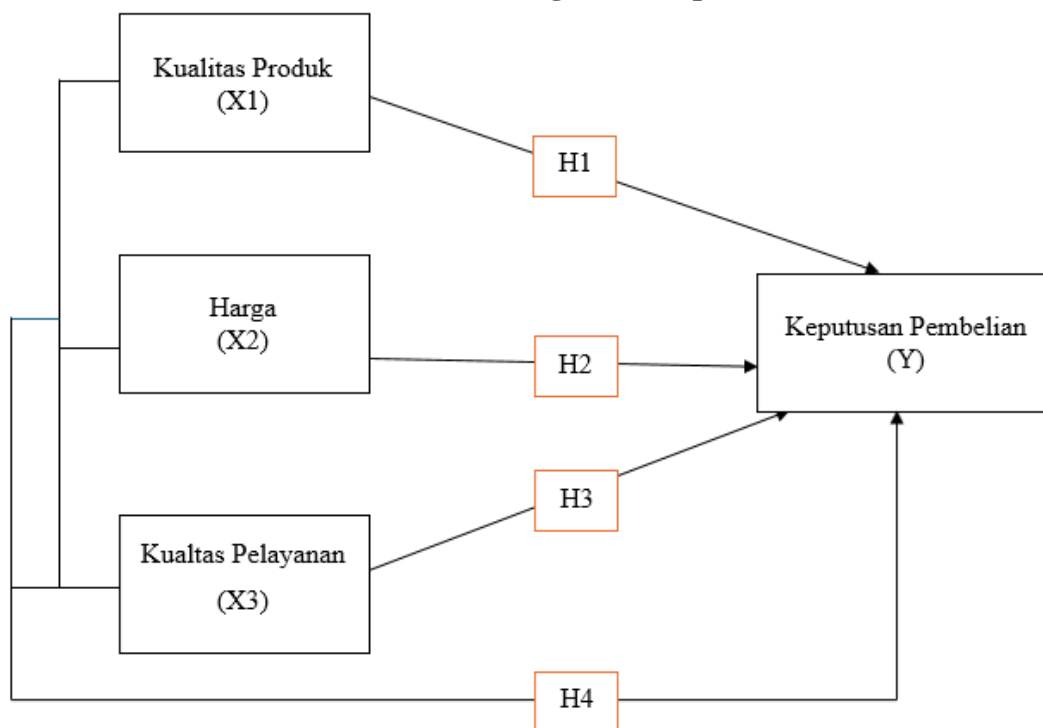 Kualitas Produk
(X1)
H1
Harga
(X2)
H2
Keputusan Pembelian
(Y)
Kualtas Pelayanan
(X3)
H3
H4